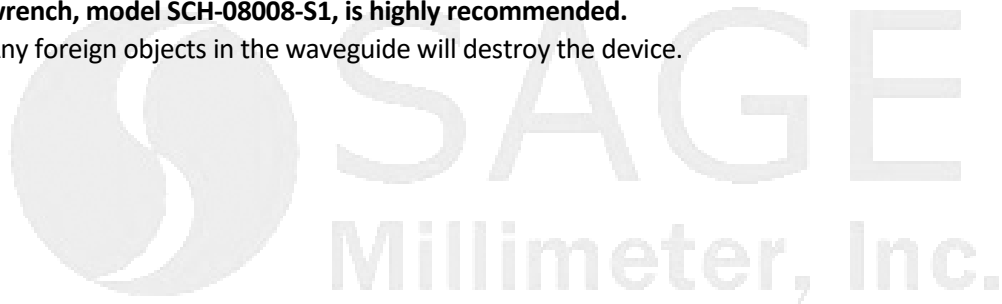 wrench, model SCH-08008-S1, is highly recommended.
ny foreign objects in the waveguide will destroy the device.
SAGE
Millimeter, Inc.